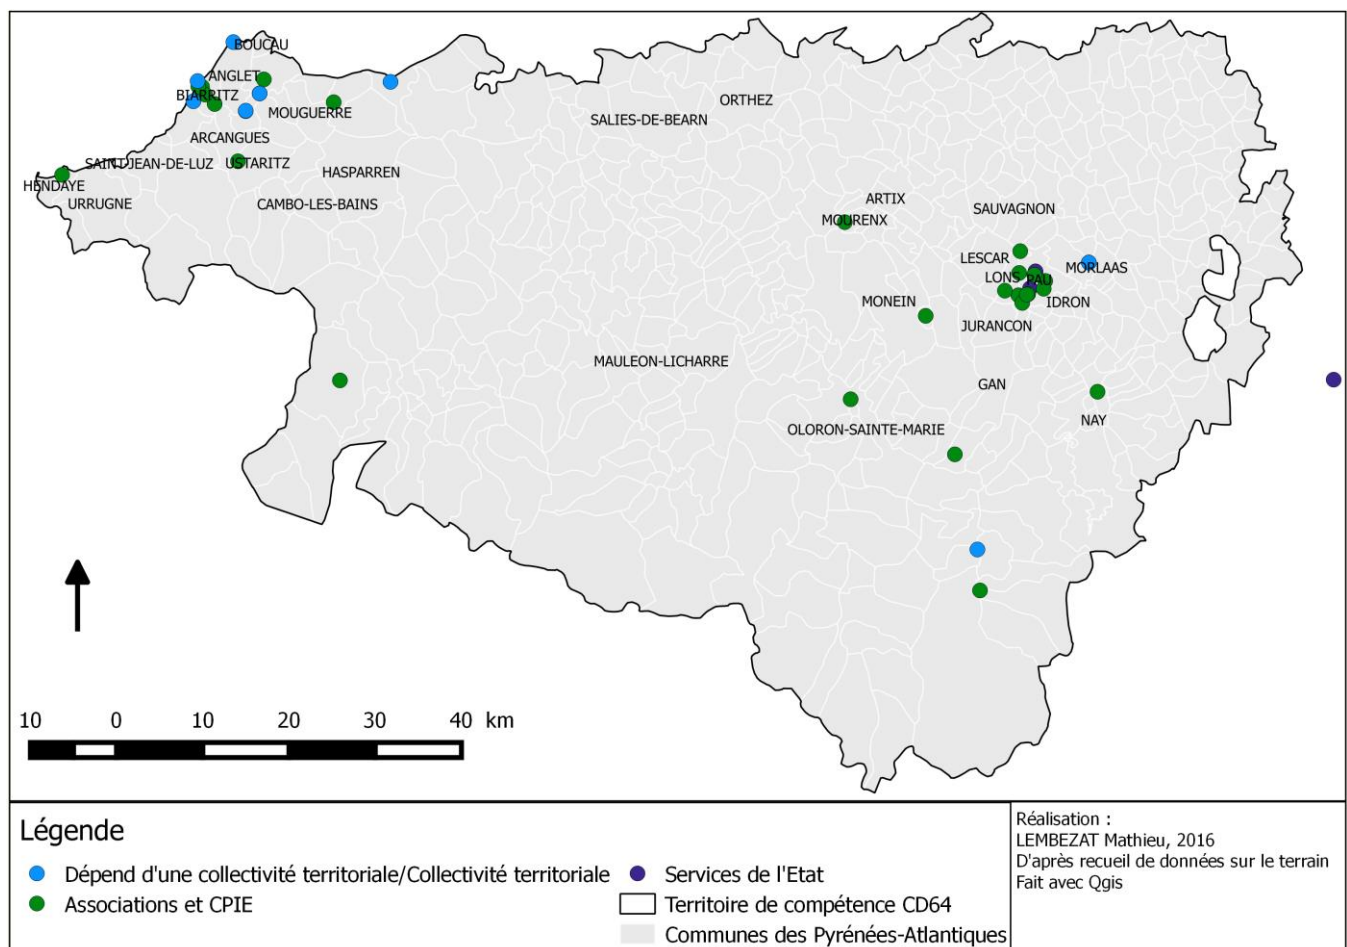 BOUCAU
ANGLET
BIARRITZ
MOUGUERRE
ORTHEZ
SALIES-DE-BEARN
ARCANGUES
SAINT-JEAN-DE-LUZ
USTARITZ
HASPARREN
HENDAYE
URRUGNE
CAMBO-LES-BAINS
ARTIX
MOURENX
SAUVAGNON
LESCAR
MORLAAS
LONS
PAU
MONEIN
IDRON
JURANCON
MAULEON-LICHARRE
GAN
NAY
OLORON-SAINTE-MARIE
10 0 10 20 30 40 km
Légende
Dépend d'une collectivité territoriale/Collectivité territoriale
Associations et CPIE
Services de l'Etat
Territoire de compétence CD64
Communes des Pyrénées-Atlantiques
Réalisation :
LEMBEZAT Mathieu, 2016
D'après recueil de données sur le terrain
Fait avec Qgis